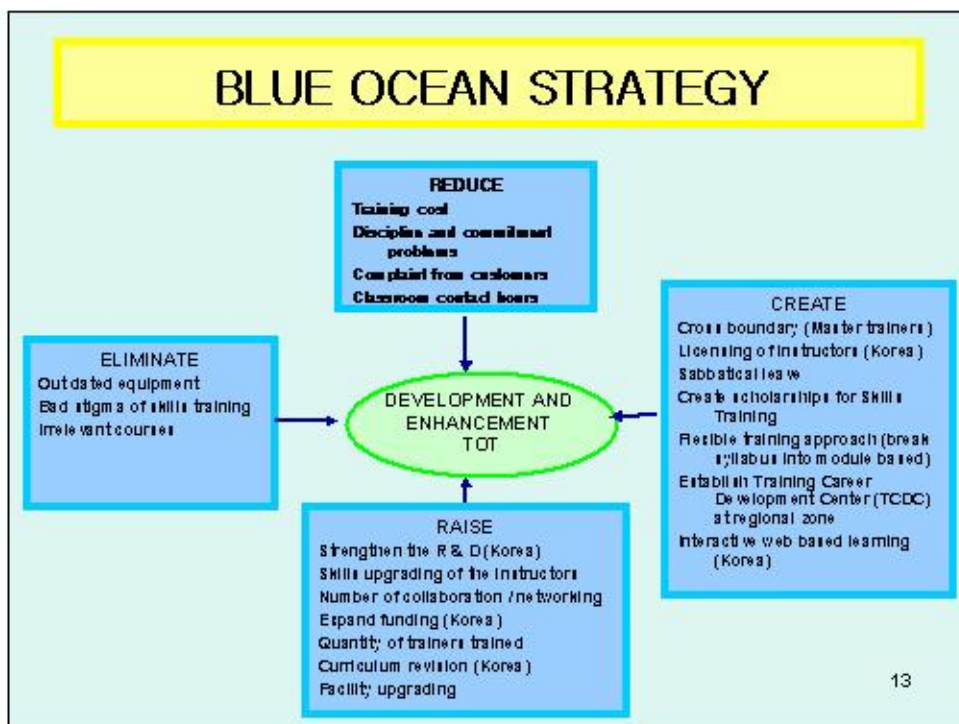 BLUE OCEAN STRATEGY
REDUCE
Training cost
Discipline and commitment
problems
Complaint from customers
Classroom contact hours
ELIMINATE
Outdated equipment
Bad stigma of skills training
Irrelevant courses
DEVELOPMENT AND
ENHANCEMENT
TOT
CREATE
Cross boundary (Master trainers)
Licensing of instructors (Korea)
Sabbatical leave
Create scholarships for Skills
Training
Flexible training approach (break
syllabus into module based)
Establish Training Career
Development Center (TCDC)
at regional zone
Interactive web based learning
(Korea)
RAISE
Strengthen the R & D (Korea)
Skills upgrading of the instructors
Number of collaboration / networking
Expand funding (Korea)
Quantity of trainers trained
Curriculum revision (Korea)
Facility upgrading
13